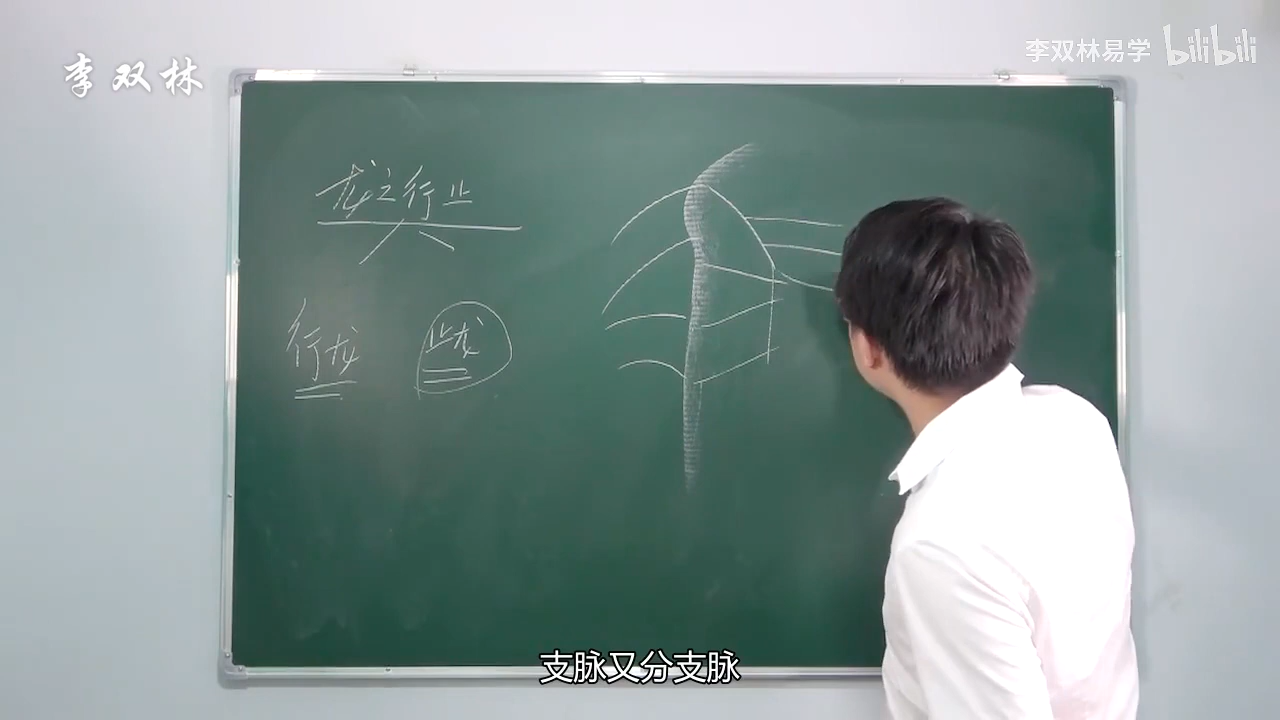 李双林
李双林易学 bilibili
龙之行止
行龙 止龙
支脉又分支脉